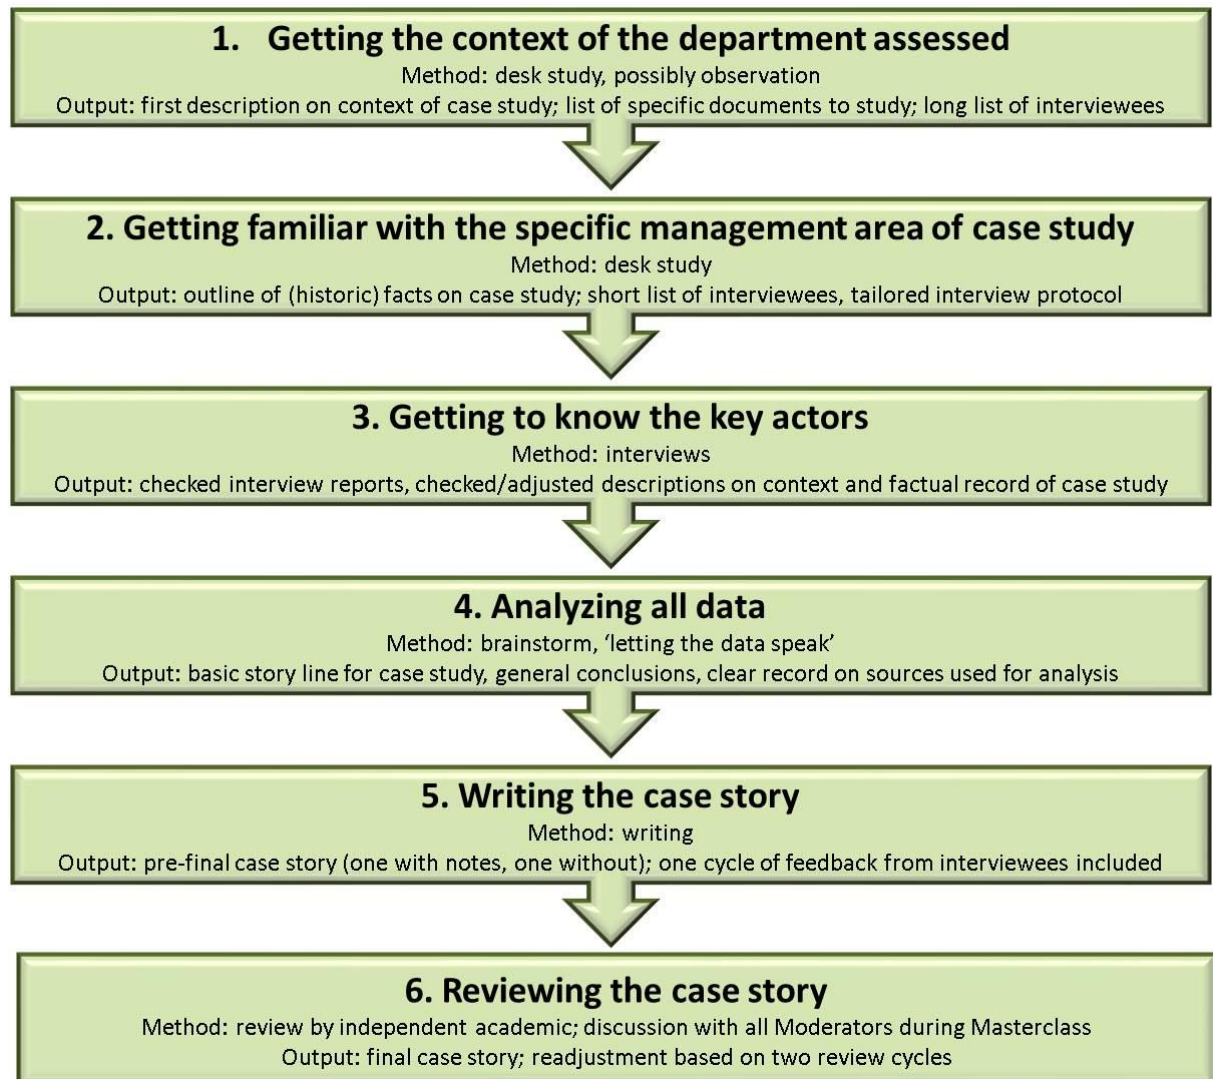 1. Getting the context of the department assessed
Method: desk study, possibly observation
Output: first description on context of case study; list of specific documents to study; long list of interviewees
2. Getting familiar with the specific management area of case study
Method: desk study
Output: outline of (historic) facts on case study; short list of interviewees, tailored interview protocol
3. Getting to know the key actors
Method: interviews
Output: checked interview reports, checked/adjusted descriptions on context and factual record of case study
4. Analyzing all data
Method: brainstorm, ‘letting the data speak’
Output: basic story line for case study, general conclusions, clear record on sources used for analysis
5. Writing the case story
Method: writing
Output: pre-final case story (one with notes, one without); one cycle of feedback from interviewees included
6. Reviewing the case story
Method: review by independent academic; discussion with all Moderators during Masterclass
Output: final case story; readjustment based on two review cycles